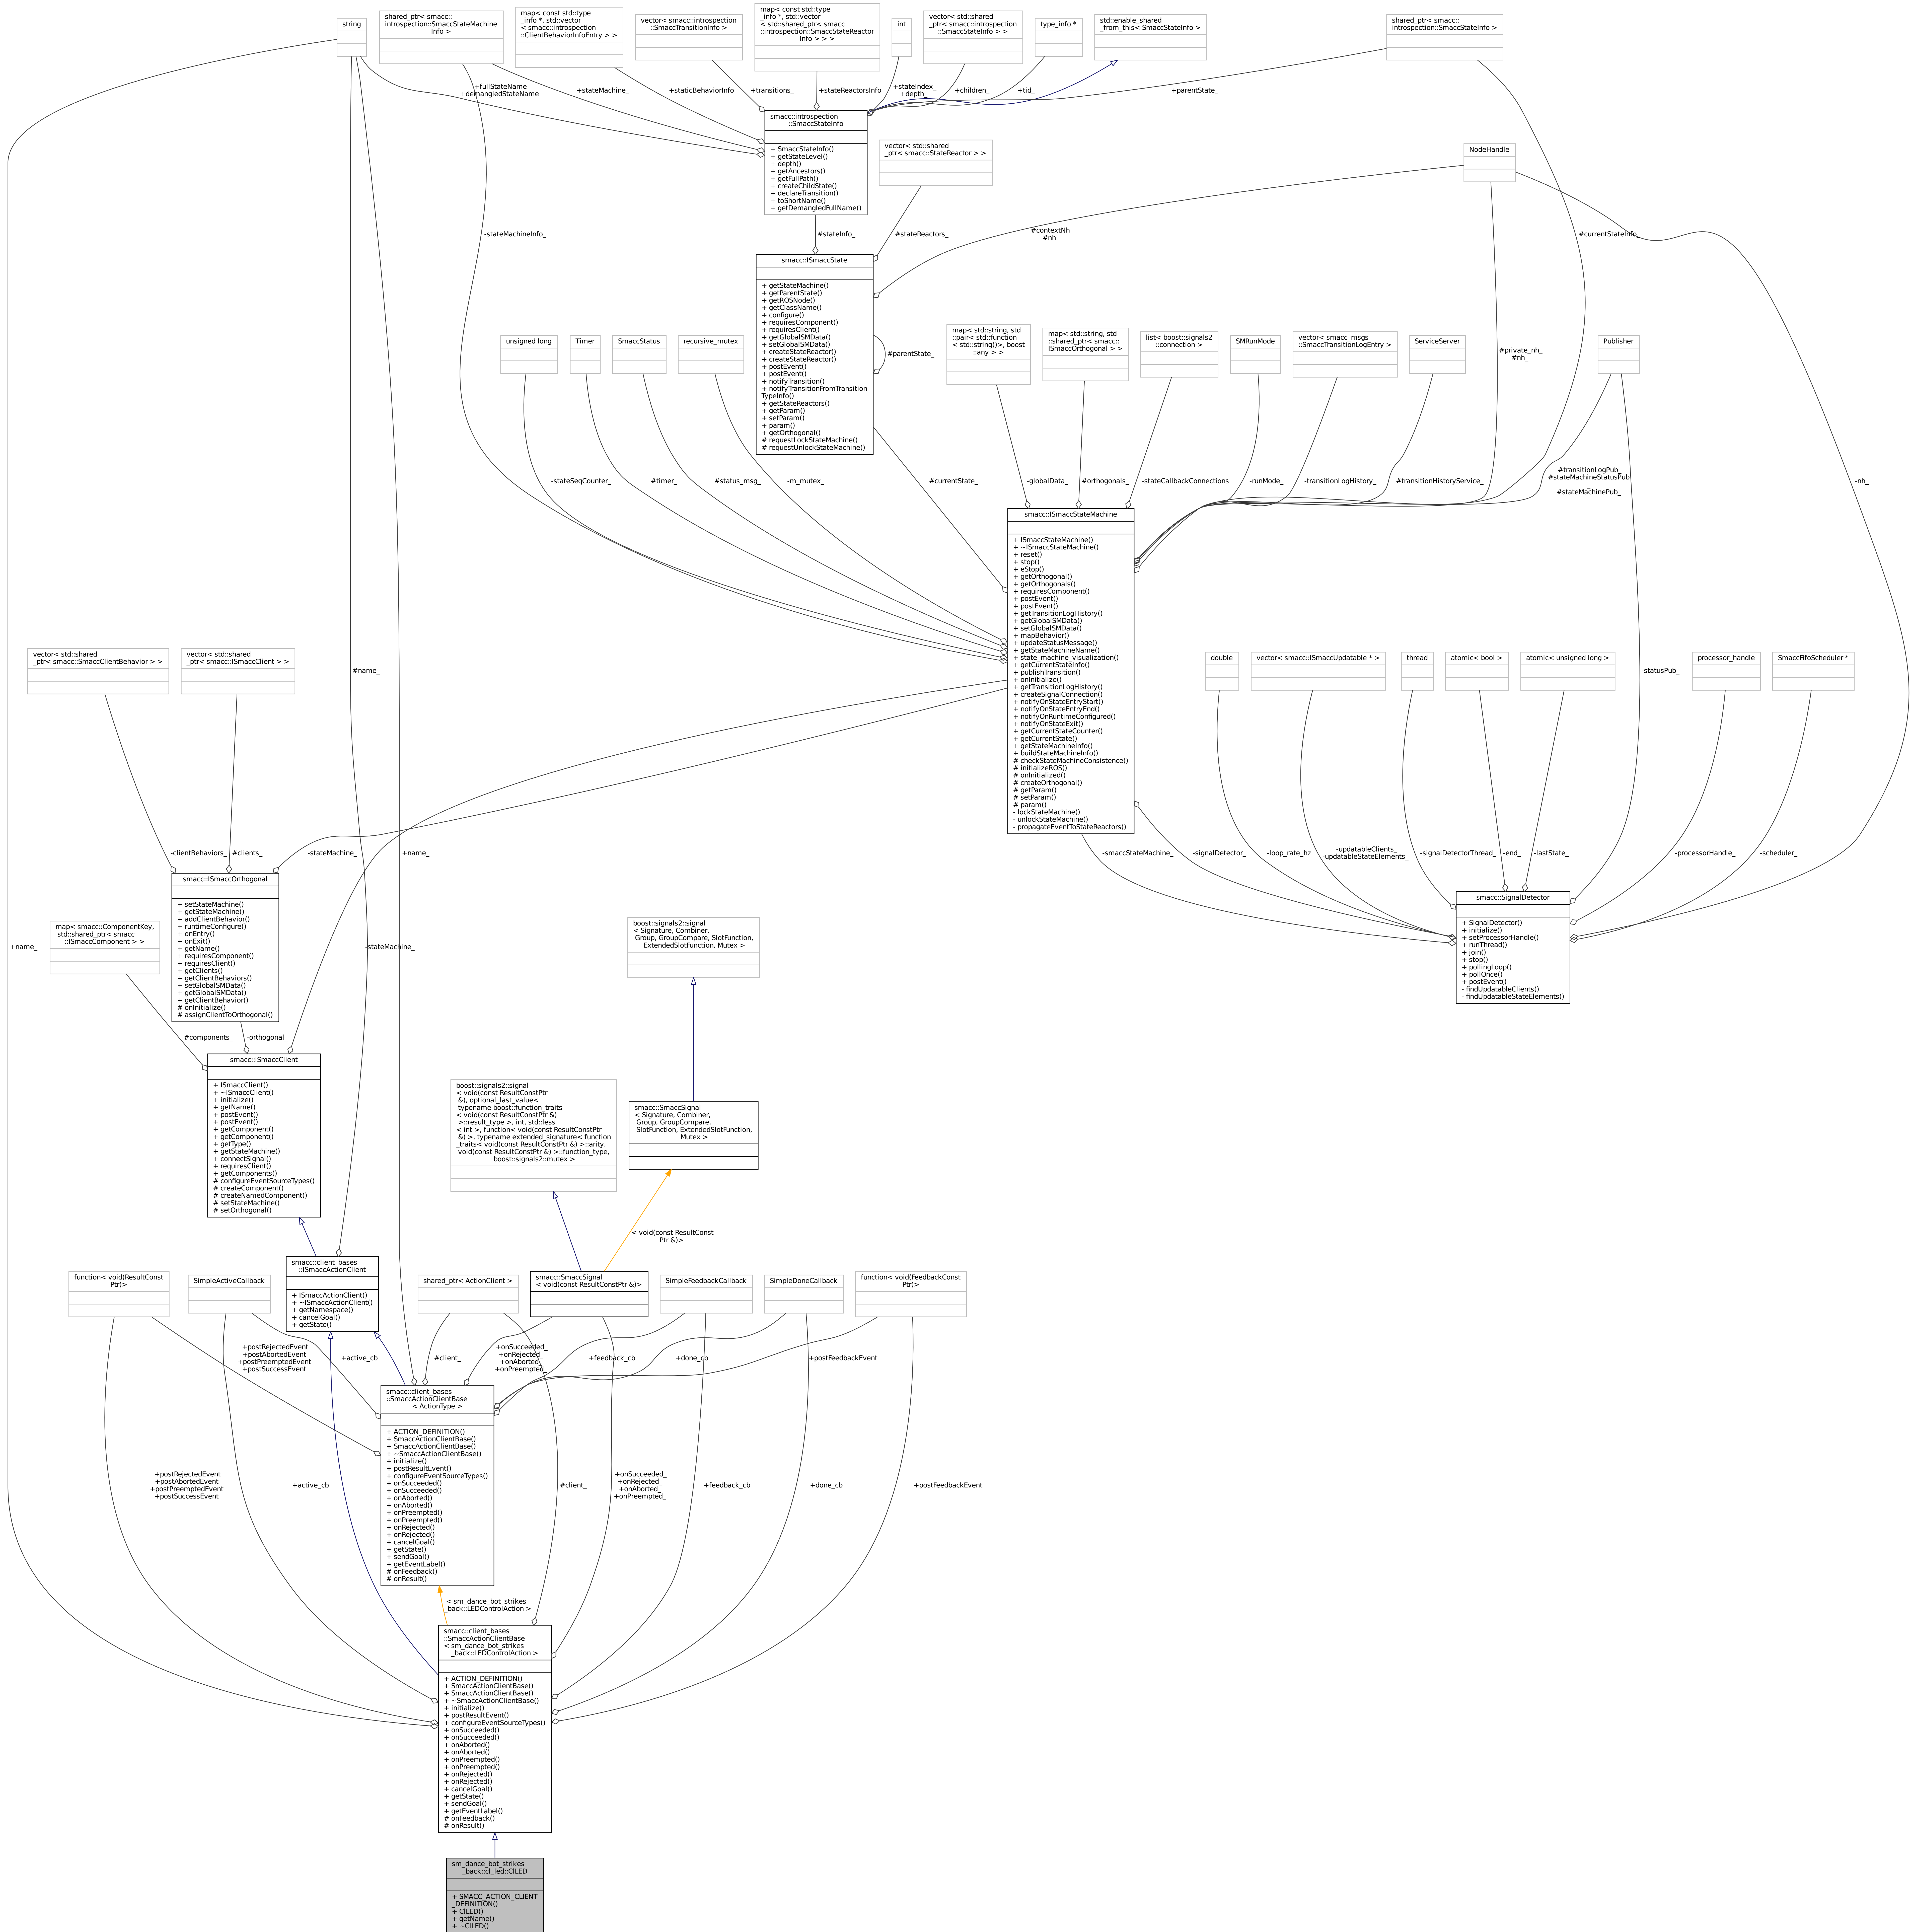 string
shared_ptr< smacc::
introspection::SmaccStateMachine
Info >
map< const std::type
_info *, std::vector
< smacc::introspection
::ClientBehaviorInfoEntry > >
vector< smacc::introspection
::SmaccTransitionInfo >
map< const std::type
_info *, std::vector
< std::shared_ptr< smacc
::introspection::SmaccStateReactor
Info > > >
int
vector< std::shared
_ptr< smacc::introspection
::SmaccStateInfo > >
type_info *
std::enable_shared
_from_this< SmaccStateInfo >
shared_ptr< smacc::
introspection::SmaccStateInfo >
+fullStateName
+demangledStateName
+stateMachine_
+staticBehaviorInfo
+transitions_
+stateReactorsInfo
+stateIndex_
+depth_
+children_
+tid_
+parentState_
smacc::introspection
::SmaccStateInfo
+ SmaccStateInfo()
+ getStateLevel()
+ depth()
+ getAncestors()
+ getFullPath()
+ createChildState()
+ declareTransition()
+ toShortName()
+ getDemangledFullName()
vector< std::shared
_ptr< smacc::StateReactor > >
NodeHandle
-stateMachineInfo_
#stateInfo_
#stateReactors_
#contextNh
#nh
#currentStateInfo_
smacc::ISmaccState
+ getStateMachine()
+ getParentState()
+ getROSNode()
+ getClassName()
+ configure()
+ requiresComponent()
+ requiresClient()
+ getGlobalSMData()
+ setGlobalSMData()
+ createStateReactor()
+ createStateReactor()
+ postEvent()
+ postEvent()
+ notifyTransition()
+ notifyTransitionFromTransition
TypeInfo()
+ getStateReactors()
+ getParam()
+ setParam()
+ param()
+ getOrthogonal()
# requestLockStateMachine()
# requestUnlockStateMachine()
#parentState_
unsigned long
Timer
SmaccStatus
recursive_mutex
map< std::string, std
::pair< std::function
< std::string()>, boost
::any > >
map< std::string, std
::shared_ptr< smacc::
ISmaccOrthogonal > >
list< boost::signals2
::connection >
SMRunMode
vector< smacc_msgs
::SmaccTransitionLogEntry >
ServiceServer
#private_nh_
#nh_
Publisher
-stateSeqCounter_
#timer_
#status_msg_
-m_mutex_
#currentState_
-globalData_
#orthogonals_
-stateCallbackConnections
-runMode_
-transitionLogHistory_
#transitionHistoryService_
#transitionLogPub_
#stateMachineStatusPub
_
#stateMachinePub_
-nh_
smacc::ISmaccStateMachine
+ ISmaccStateMachine()
+ ~ISmaccStateMachine()
+ reset()
+ stop()
+ eStop()
+ getOrthogonal()
+ getOrthogonals()
+ requiresComponent()
+ postEvent()
+ postEvent()
+ getTransitionLogHistory()
+ getGlobalSMData()
+ setGlobalSMData()
+ mapBehavior()
+ updateStatusMessage()
+ getStateMachineName()
+ state_machine_visualization()
+ getCurrentStateInfo()
+ publishTransition()
+ onInitialize()
+ getTransitionLogHistory()
+ createSignalConnection()
+ notifyOnStateEntryStart()
+ notifyOnStateEntryEnd()
+ notifyOnRuntimeConfigured()
+ notifyOnStateExit()
+ getCurrentStateCounter()
+ getCurrentState()
+ getStateMachineInfo()
+ buildStateMachineInfo()
# checkStateMachineConsistence()
# initializeROS()
# onInitialized()
# createOrthogonal()
# getParam()
# setParam()
# param()
- lockStateMachine()
- unlockStateMachine()
- propagateEventToStateReactors()
vector< std::shared
_ptr< smacc::SmaccClientBehavior > >
vector< std::shared
_ptr< smacc::ISmaccClient > >
#name_
double
vector< smacc::ISmaccUpdatable * >
thread
atomic< bool >
atomic< unsigned long >
-statusPub_
processor_handle
SmaccFifoScheduler *
-clientBehaviors_
#clients_
-stateMachine_
+name_
-smaccStateMachine_
-signalDetector_
-loop_rate_hz
-updatableClients_
-updatableStateElements_
-signalDetectorThread_
-end_
-lastState_
-processorHandle_
-scheduler_
smacc::ISmaccOrthogonal
+ setStateMachine()
+ getStateMachine()
+ addClientBehavior()
+ runtimeConfigure()
+ onEntry()
+ onExit()
+ getName()
+ requiresComponent()
+ requiresClient()
+ getClients()
+ getClientBehaviors()
+ setGlobalSMData()
+ getGlobalSMData()
+ getClientBehavior()
# onInitialize()
# assignClientToOrthogonal()
smacc::SignalDetector
+ SignalDetector()
+ initialize()
+ setProcessorHandle()
+ runThread()
+ join()
+ stop()
+ pollingLoop()
+ pollOnce()
+ postEvent()
- findUpdatableClients()
- findUpdatableStateElements()
map< smacc::ComponentKey,
std::shared_ptr< smacc
::ISmaccComponent > >
boost::signals2::signal
< Signature, Combiner,
Group, GroupCompare, SlotFunction,
ExtendedSlotFunction, Mutex >
+name_
-stateMachine_
#components_
-orthogonal_
smacc::ISmaccClient
+ ISmaccClient()
+ ~ISmaccClient()
+ initialize()
+ getName()
+ postEvent()
+ postEvent()
+ getComponent()
+ getComponent()
+ getType()
+ getStateMachine()
+ connectSignal()
+ requiresClient()
+ getComponents()
# configureEventSourceTypes()
# createComponent()
# createNamedComponent()
# setStateMachine()
# setOrthogonal()
boost::signals2::signal
< void(const ResultConstPtr
&), optional_last_value<
typename boost::function_traits
< void(const ResultConstPtr &)
>::result_type >, int, std::less
< int >, function< void(const ResultConstPtr
&) >, typename extended_signature< function
_traits< void(const ResultConstPtr &) >::arity,
void(const ResultConstPtr &) >::function_type,
boost::signals2::mutex >
smacc::SmaccSignal
< Signature, Combiner,
Group, GroupCompare,
SlotFunction, ExtendedSlotFunction,
Mutex >
< void(const ResultConst
Ptr &)>
smacc::client_bases
::ISmaccActionClient
+ ISmaccActionClient()
+ ~ISmaccActionClient()
+ getNamespace()
+ cancelGoal()
+ getState()
function< void(ResultConst
Ptr)>
SimpleActiveCallback
shared_ptr< ActionClient >
smacc::SmaccSignal
< void(const ResultConstPtr &)>
SimpleFeedbackCallback
SimpleDoneCallback
function< void(FeedbackConst
Ptr)>
+postRejectedEvent
+postAbortedEvent
+postPreemptedEvent
+postSuccessEvent
+active_cb
#client_
+onSucceeded_
+onRejected_
+onAborted_
+onPreempted_
+feedback_cb
+done_cb
+postFeedbackEvent
smacc::client_bases
::SmaccActionClientBase
< ActionType >
+ ACTION_DEFINITION()
+ SmaccActionClientBase()
+ SmaccActionClientBase()
+ ~SmaccActionClientBase()
+ initialize()
+ postResultEvent()
+ configureEventSourceTypes()
+ onSucceeded()
+ onSucceeded()
+ onAborted()
+ onAborted()
+ onPreempted()
+ onPreempted()
+ onRejected()
+ onRejected()
+ cancelGoal()
+ getState()
+ sendGoal()
+ getEventLabel()
# onFeedback()
# onResult()
+postRejectedEvent
+postAbortedEvent
+postPreemptedEvent
+postSuccessEvent
+active_cb
#client_
+onSucceeded_
+onRejected_
+onAborted_
+onPreempted_
+feedback_cb
+done_cb
+postFeedbackEvent
< sm_dance_bot_strikes
_back::LEDControlAction >
smacc::client_bases
::SmaccActionClientBase
< sm_dance_bot_strikes
_back::LEDControlAction >
+ ACTION_DEFINITION()
+ SmaccActionClientBase()
+ SmaccActionClientBase()
+ ~SmaccActionClientBase()
+ initialize()
+ postResultEvent()
+ configureEventSourceTypes()
+ onSucceeded()
+ onSucceeded()
+ onAborted()
+ onAborted()
+ onPreempted()
+ onPreempted()
+ onRejected()
+ onRejected()
+ cancelGoal()
+ getState()
+ sendGoal()
+ getEventLabel()
# onFeedback()
# onResult()
sm_dance_bot_strikes
_back::cl_led::ClLED
+ SMACC_ACTION_CLIENT
_DEFINITION()
+ ClLED()
+ getName()
+ ~ClLED()